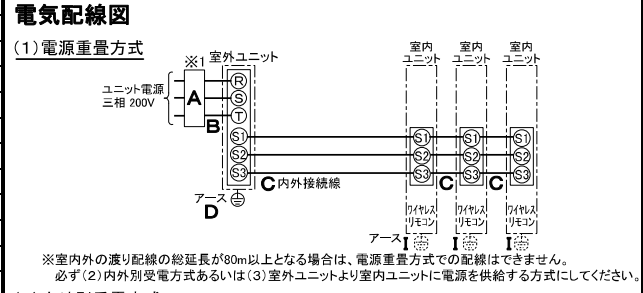 電気配線図
(1)電源重畳方式
※1 室外ユニット
室内ユニット 室内ユニット 室内ユニット
ユニット電源
三相 200V
A
B
R
S
T
S1 S1 S1 S1
S2 S2 S2 S2
S3 S3 S3 S3
C 内外接続線 C C
アース
D
ワイヤレスリモコン ワイヤレスリモコン ワイヤレスリモコン
アース I I I
※室内外の渡り配線の総延長が80m以上となる場合は、電源重畳方式での配線はできません。
必ず(2)内外別受電方式あるいは(3)室外ユニットより室内ユニットに電源を供給する方式にしてください。